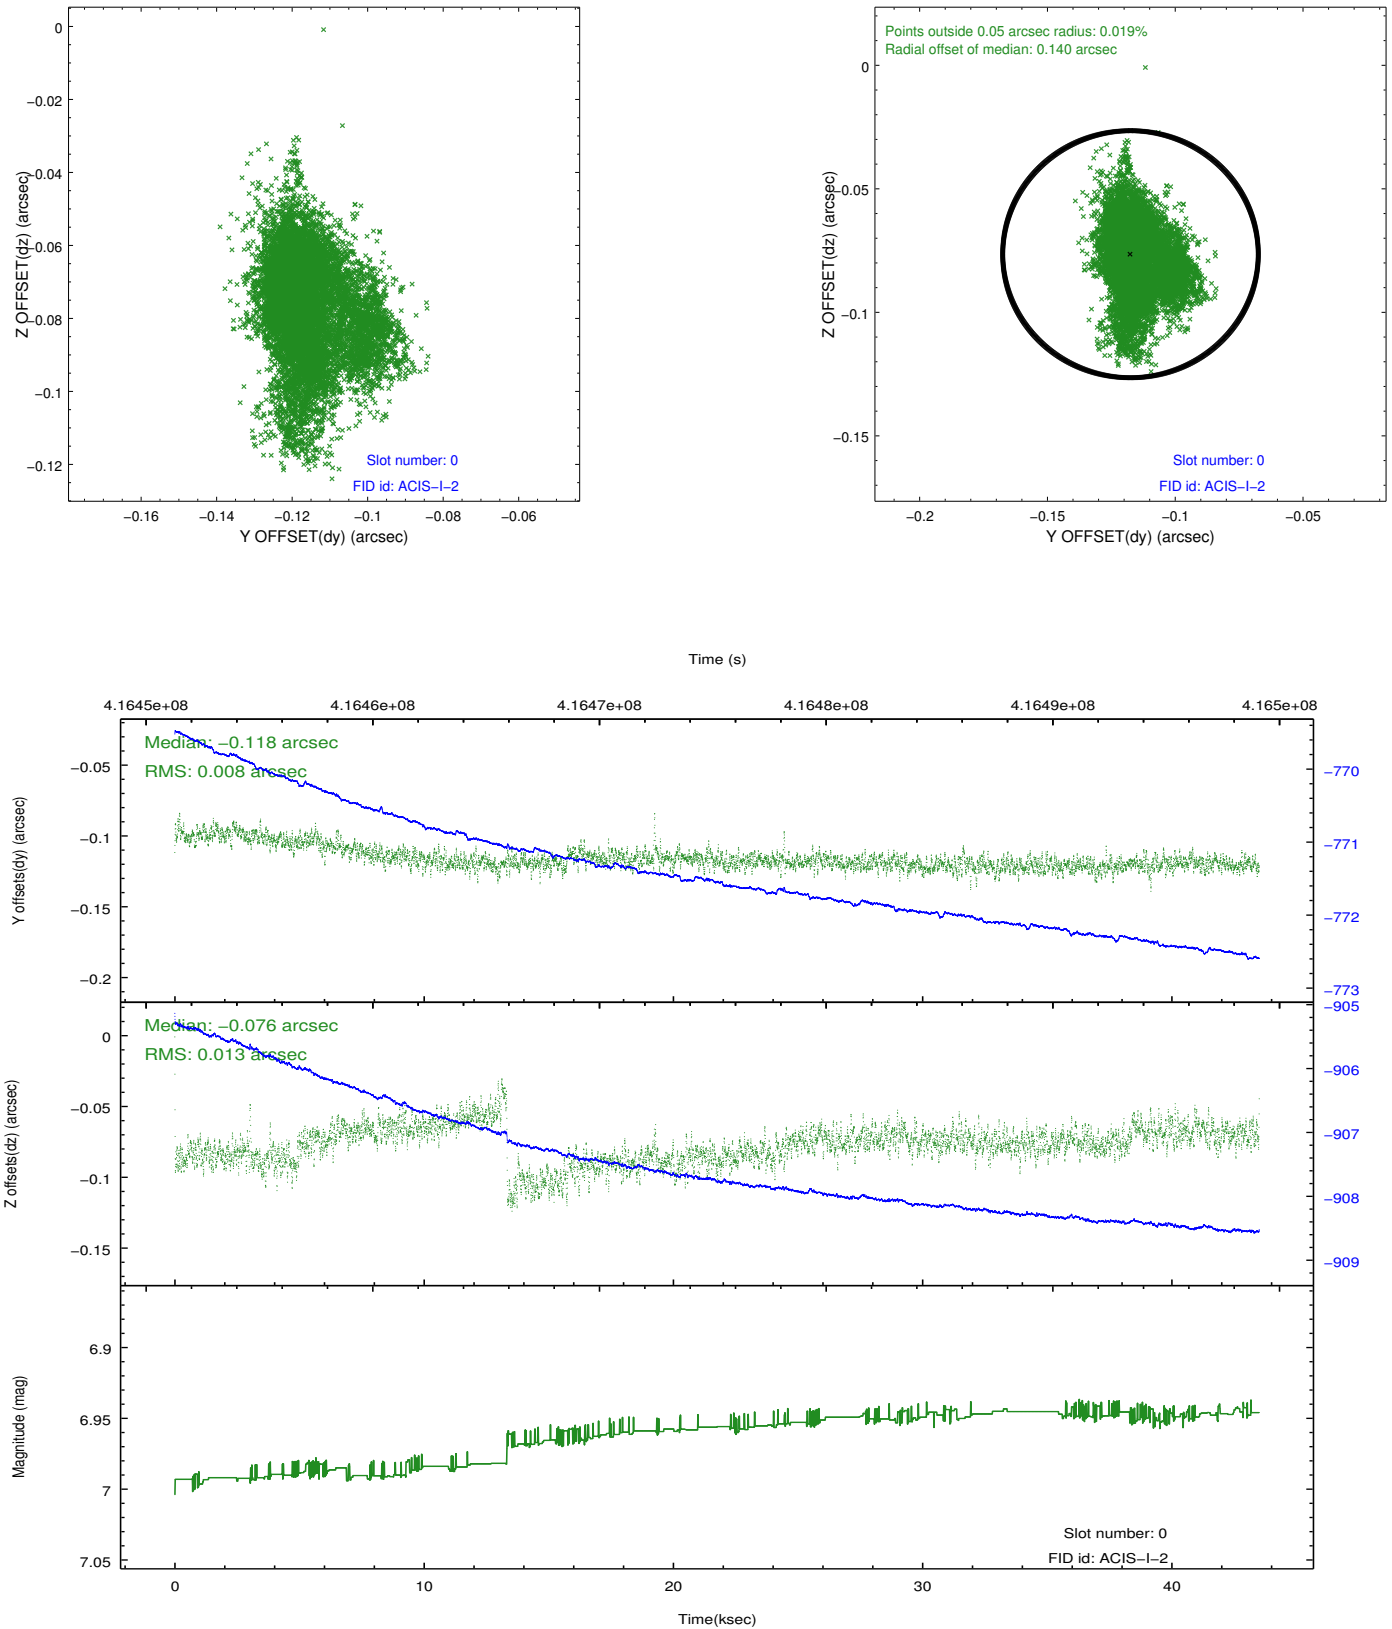 0
−0.02
−0.04
−0.06
−0.08
−0.1
−0.12
Z OFFSET(dz) (arcsec)
Slot number: 0
FID id: ACIS−I−2
−0.16 −0.14 −0.12 −0.1 −0.08 −0.06
Y OFFSET(dy) (arcsec)
Points outside 0.05 arcsec radius: 0.019%
Radial offset of median: 0.140 arcsec
0
−0.05
−0.1
−0.15
Z OFFSET(dz) (arcsec)
Slot number: 0
FID id: ACIS−I−2
−0.2 −0.15 −0.1 −0.05
Y OFFSET(dy) (arcsec)
Time (s)
4.1645e+08 4.1646e+08 4.1647e+08 4.1648e+08 4.1649e+08 4.165e+08
Median: −0.118 arcsec
RMS: 0.008 arcsec
−0.05
−0.1
−0.15
−0.2
Y offsets(dy) (arcsec)
−770
−771
−772
−773
Median: −0.076 arcsec
RMS: 0.013 arcsec
0
−0.05
−0.1
−0.15
Z offsets(dz) (arcsec)
−905
−906
−907
−908
−909
6.9
6.95
7
7.05
Magnitude (mag)
Slot number: 0
FID id: ACIS−I−2
0 10 20 30 40
Time(ksec)